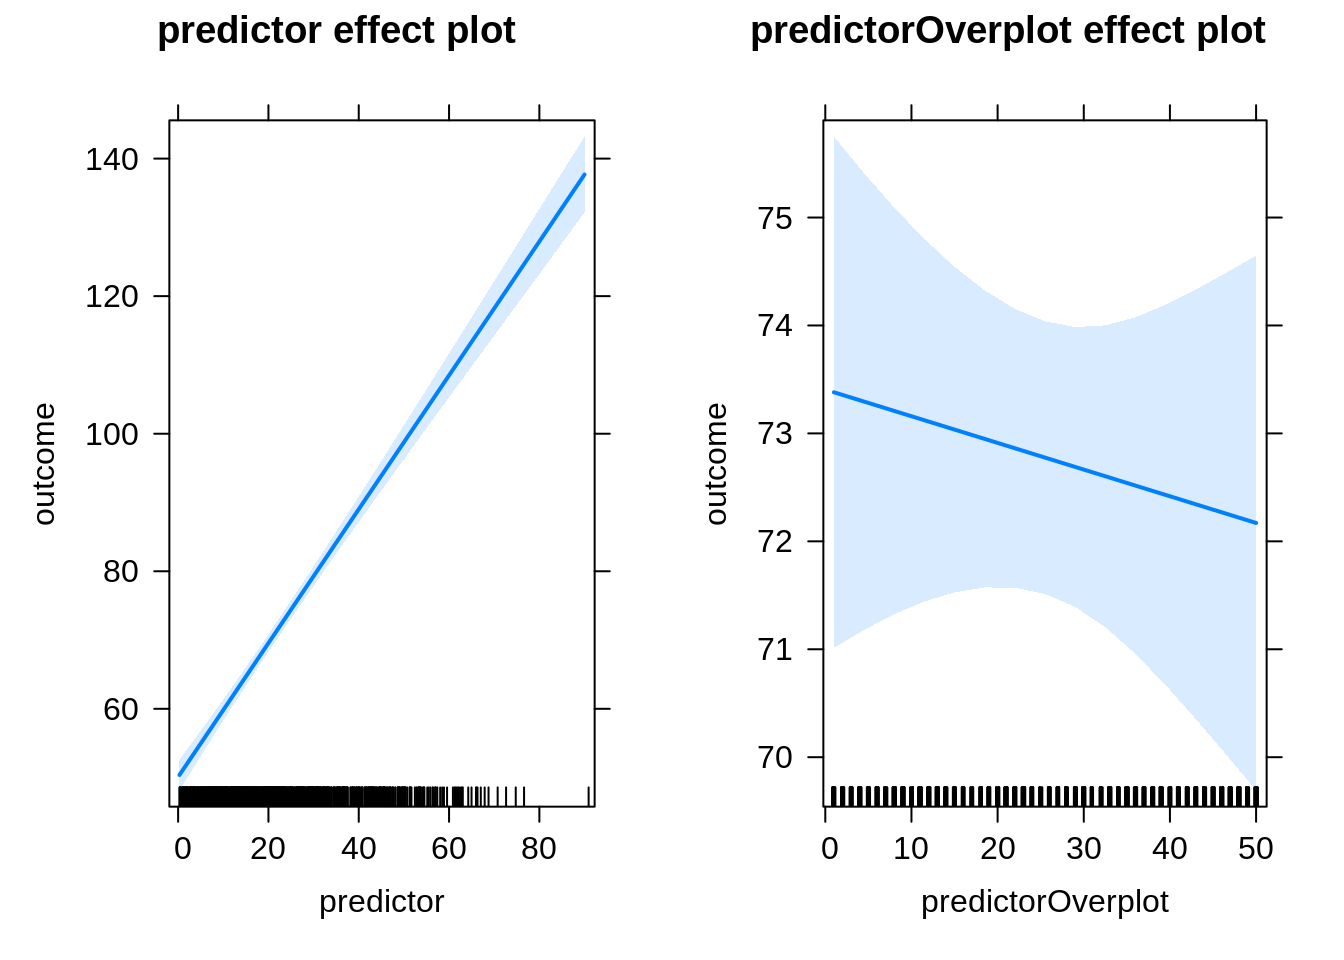 predictor effect plot
140
120
100
80
60
outcome
0 20 40 60 80
predictor
predictorOverplot effect plot
75
74
73
72
71
70
outcome
0 10 20 30 40 50
predictorOverplot